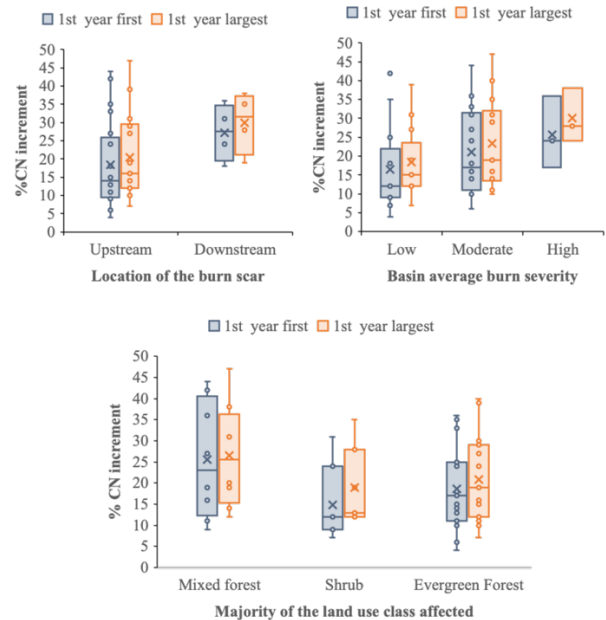 1st year first 1st year largest
50
45
40
35
30
25
20
15
10
5
0
%CN increment
Upstream Downstream
Location of the burn scar
1st year first 1st year largest
50
45
40
35
30
25
20
15
10
5
0
%CN increment
Low Moderate High
Basin average burn severity
1st year first 1st year largest
50
45
40
35
30
25
20
15
10
5
0
% CN increment
Mixed forest Shrub Evergreen Forest
Majority of the land use class affected